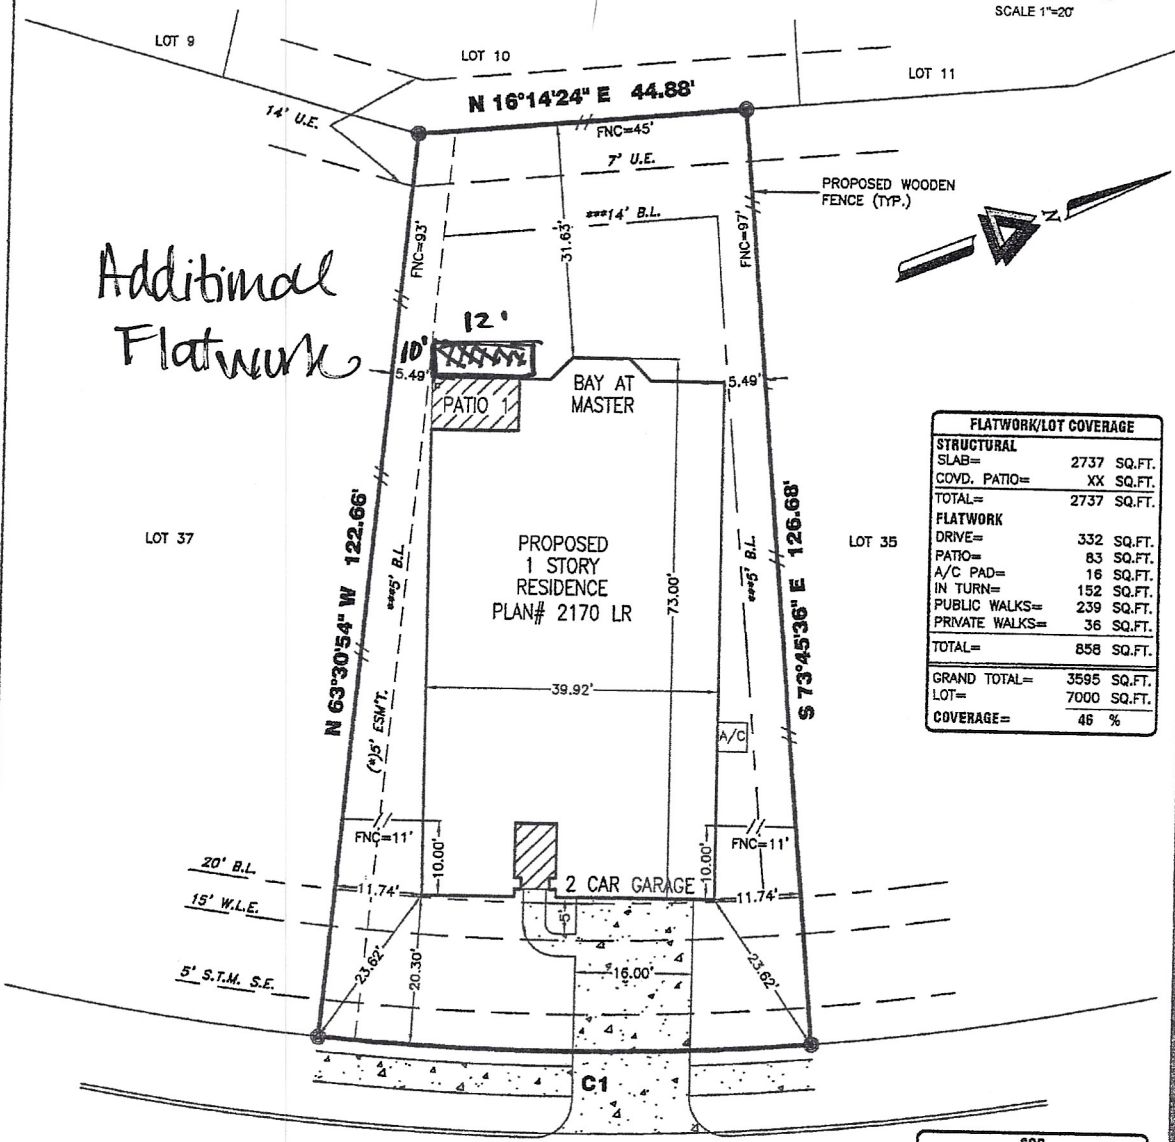 SCALE 1"=20'
LOT 9
LOT 10
LOT 11
N 16°14'24" E 44.88'
14' U.E.
FNC=45'
7' U.E.
PROPOSED WOODEN
FENCE (TYP.)
***14' B.L.
31.63'
FNC=93'
FNC=97'
N
Additional
Flatwork
12'
10'
5.49'
5.49'
PATIO 1
BAY AT
MASTER
FLATWORK/LOT COVERAGE
STRUCTURAL
SLAB= 2737 SQ.FT.
COVD. PATIO= XX SQ.FT.
TOTAL= 2737 SQ.FT.
FLATWORK
DRIVE= 332 SQ.FT.
PATIO= 83 SQ.FT.
A/C PAD= 16 SQ.FT.
IN TURN= 152 SQ.FT.
PUBLIC WALKS= 239 SQ.FT.
PRIVATE WALKS= 36 SQ.FT.
TOTAL= 858 SQ.FT.
GRAND TOTAL= 3595 SQ.FT.
LOT= 7000 SQ.FT.
COVERAGE= 46 %
LOT 37
LOT 35
N 63°30'54" W 122.66'
***5' B.L.
(*)5' ESM'T.
PROPOSED
1 STORY
RESIDENCE
PLAN# 2170 LR
73.00'
***5' B.L.
S 73°45'36" E 126.68'
39.92'
A/C
FNC=11'
10.00'
10.00'
FNC=11'
20' B.L.
11.74'
2 CAR GARAGE
11.74'
15' W.L.E.
5'
23.62'
20.30'
16.00'
23.62'
5' S.T.M. S.E.
C1